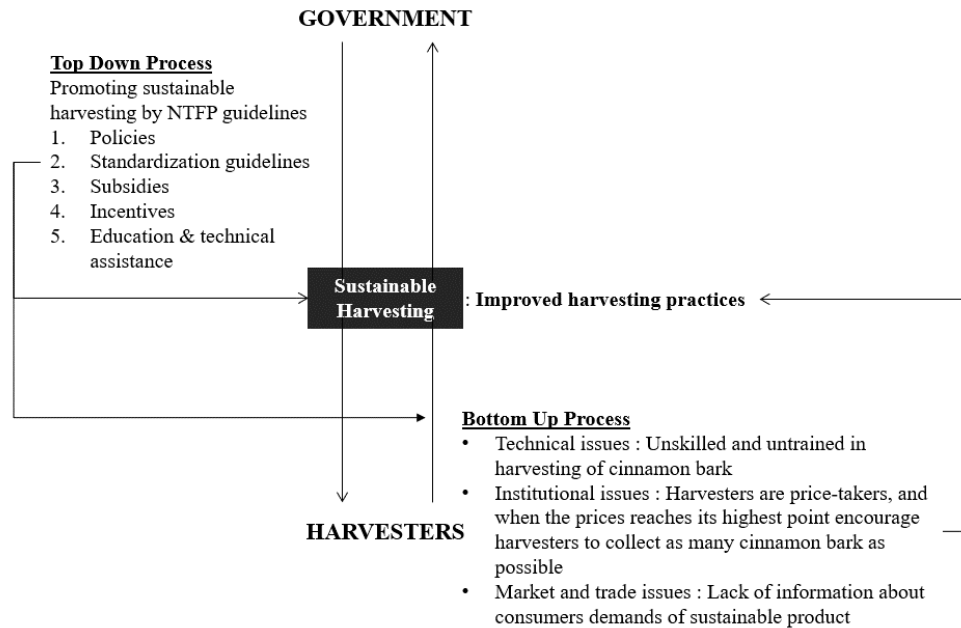 GOVERNMENT
Top Down Process
Promoting sustainable
harvesting by NTFP guidelines
1. Policies
2. Standardization guidelines
3. Subsidies
4. Incentives
5. Education & technical
assistance
Sustainable
Harvesting
: Improved harvesting practices
Bottom Up Process
• Technical issues : Unskilled and untrained in
harvesting of cinnamon bark
• Institutional issues : Harvesters are price-takers, and
when the prices reaches its highest point encourage
harvesters to collect as many cinnamon bark as
possible
• Market and trade issues : Lack of information about
consumers demands of sustainable product
HARVESTERS